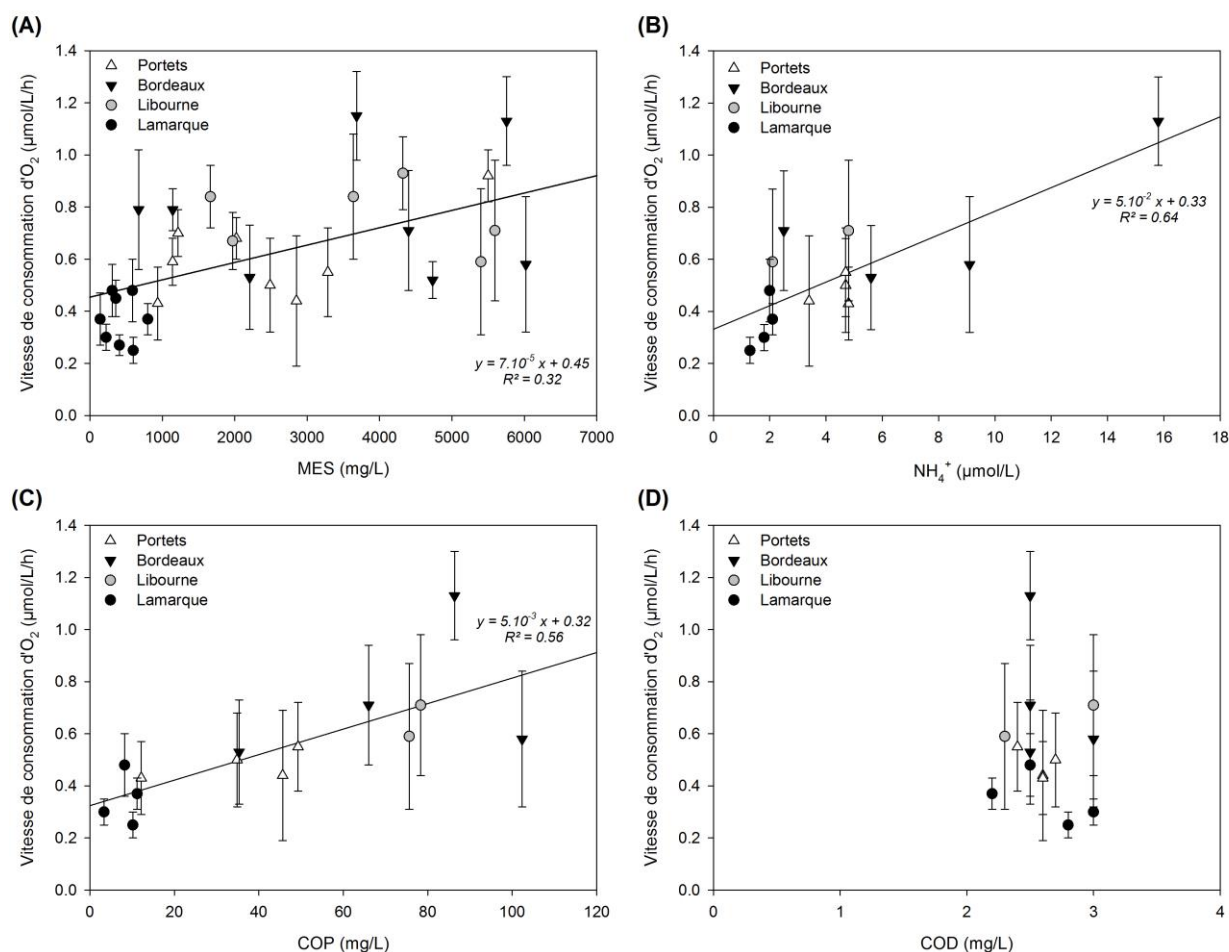 (A)
Vitesse de consommation d'O₂ (µmol/L/h)
1.4
1.2
1.0
0.8
0.6
0.4
0.2
0.0
Portets
Bordeaux
Libourne
Lamarque
y = 7.10⁻⁵ x + 0.45
R² = 0.32
0 1000 2000 3000 4000 5000 6000 7000
MES (mg/L)
(B)
Vitesse de consommation d'O₂ (µmol/L/h)
1.4
1.2
1.0
0.8
0.6
0.4
0.2
0.0
Portets
Bordeaux
Libourne
Lamarque
y = 5.10⁻² x + 0.33
R² = 0.64
0 2 4 6 8 10 12 14 16 18
NH₄⁺ (µmol/L)
(C)
Vitesse de consommation d'O₂ (µmol/L/h)
1.4
1.2
1.0
0.8
0.6
0.4
0.2
0.0
Portets
Bordeaux
Libourne
Lamarque
y = 5.10⁻³ x + 0.32
R² = 0.56
0 20 40 60 80 100 120
COP (mg/L)
(D)
Vitesse de consommation d'O₂ (µmol/L/h)
1.4
1.2
1.0
0.8
0.6
0.4
0.2
0.0
Portets
Bordeaux
Libourne
Lamarque
0 1 2 3 4
COD (mg/L)